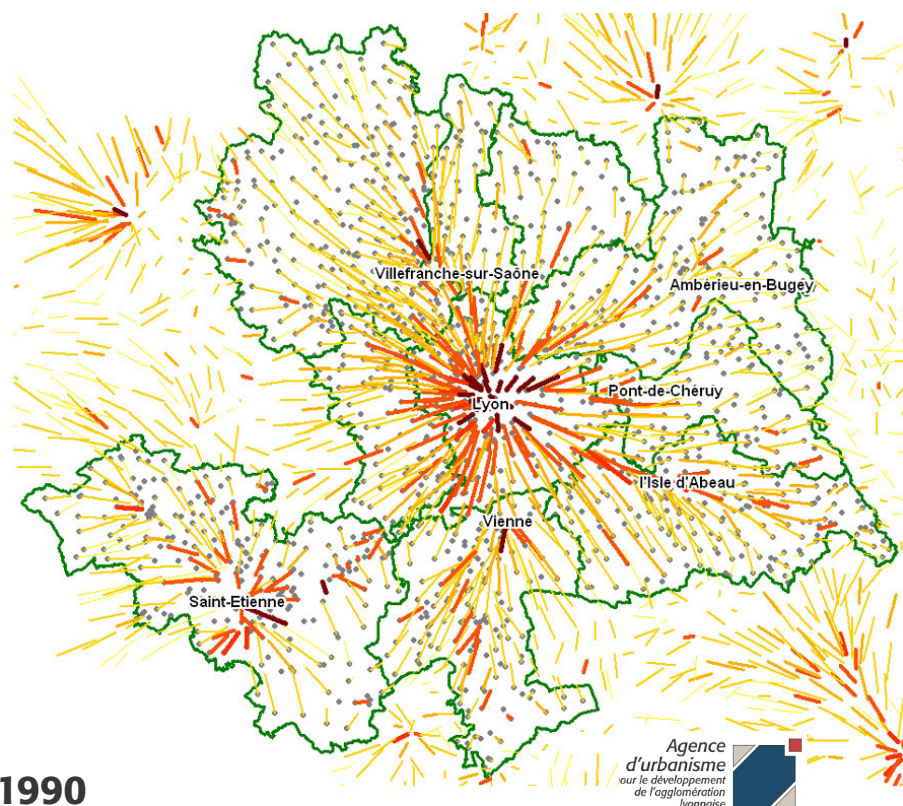 Villefranche-sur-Saône
Ambérieu-en-Bugey
Pont-de-Chéruy
Lyon
l'Isle d'Abeau
Vienne
Saint-Etienne
1990
Agence
d'urbanisme
pour le développement
de l'agglomération
lyonnaise